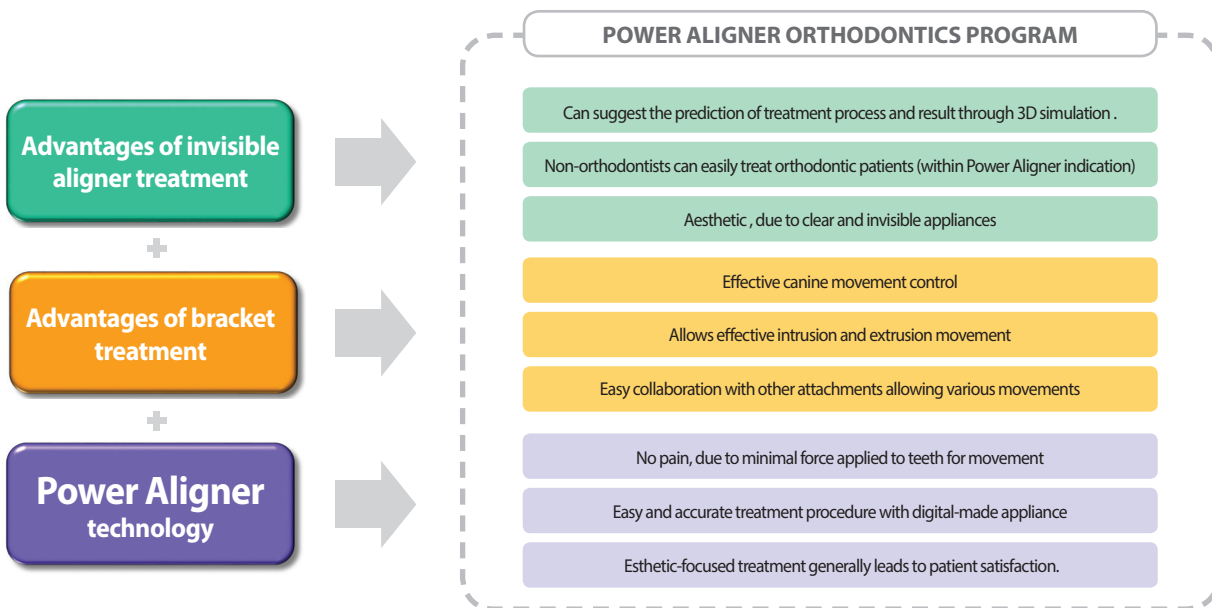 POWER ALIGNER ORTHODONTICS PROGRAM
Advantages of invisible
aligner treatment
Can suggest the prediction of treatment process and result through 3D simulation .
Non-orthodontists can easily treat orthodontic patients (within Power Aligner indication)
Aesthetic , due to clear and invisible appliances
+
Advantages of bracket
treatment
Effective canine movement control
Allows effective intrusion and extrusion movement
Easy collaboration with other attachments allowing various movements
+
Power Aligner
technology
No pain, due to minimal force applied to teeth for movement
Easy and accurate treatment procedure with digital-made appliance
Esthetic-focused treatment generally leads to patient satisfaction.